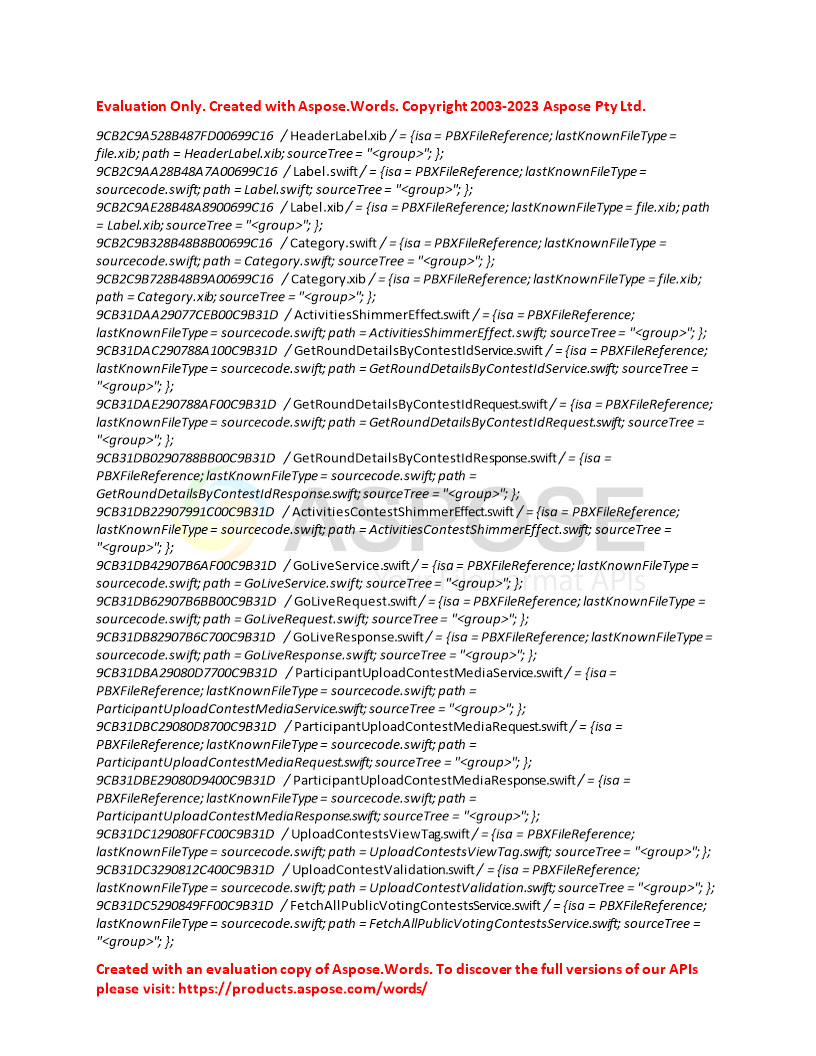 Evaluation Only. Created with Aspose.Words. Copyright 2003-2023 Aspose Pty Ltd.
9CB2C9A528B487FD00699C16 / HeaderLabel.xib / = {isa = PBXFileReference; lastKnownFileType =
file.xib; path = HeaderLabel.xib; sourceTree = "<group>"; };
9CB2C9AA28B48A7A00699C16 / Label.swift / = {isa = PBXFileReference; lastKnownFileType =
sourcecode.swift; path = Label.swift; sourceTree = "<group>"; };
9CB2C9AE28B48A8900699C16 / Label.xib / = {isa = PBXFileReference; lastKnownFileType = file.xib; path
= Label.xib; sourceTree = "<group>"; };
9CB2C9B328B48B8B00699C16 / Category.swift / = {isa = PBXFileReference; lastKnownFileType =
sourcecode.swift; path = Category.swift; sourceTree = "<group>"; };
9CB2C9B728B48B9A00699C16 / Category.xib / = {isa = PBXFileReference; lastKnownFileType = file.xib;
path = Category.xib; sourceTree = "<group>"; };
9CB31DAA29077CEB00C9B31D / ActivitiesShimmerEffect.swift / = {isa = PBXFileReference;
lastKnownFileType = sourcecode.swift; path = ActivitiesShimmerEffect.swift; sourceTree = "<group>"; };
9CB31DAC290788A100C9B31D / GetRoundDetailsByContestIdService.swift / = {isa = PBXFileReference;
lastKnownFileType = sourcecode.swift; path = GetRoundDetailsByContestIdService.swift; sourceTree =
"<group>"; };
9CB31DAE290788AF00C9B31D / GetRoundDetailsByContestIdRequest.swift / = {isa = PBXFileReference;
lastKnownFileType = sourcecode.swift; path = GetRoundDetailsByContestIdRequest.swift; sourceTree =
"<group>"; };
9CB31DB0290788BB00C9B31D / GetRoundDetailsByContestIdResponse.swift / = {isa =
PBXFileReference; lastKnownFileType = sourcecode.swift; path =
GetRoundDetailsByContestIdResponse.swift; sourceTree = "<group>"; };
9CB31DB22907991C00C9B31D / ActivitiesContestShimmerEffect.swift / = {isa = PBXFileReference;
lastKnownFileType = sourcecode.swift; path = ActivitiesContestShimmerEffect.swift; sourceTree =
"<group>"; };
9CB31DB42907B6AF00C9B31D / GoLiveService.swift / = {isa = PBXFileReference; lastKnownFileType =
sourcecode.swift; path = GoLiveService.swift; sourceTree = "<group>"; };
9CB31DB62907B6BB00C9B31D / GoLiveRequest.swift / = {isa = PBXFileReference; lastKnownFileType =
sourcecode.swift; path = GoLiveRequest.swift; sourceTree = "<group>"; };
9CB31DB82907B6C700C9B31D / GoLiveResponse.swift / = {isa = PBXFileReference; lastKnownFileType =
sourcecode.swift; path = GoLiveResponse.swift; sourceTree = "<group>"; };
9CB31DBA29080D7700C9B31D / ParticipantUploadContestMediaService.swift / = {isa =
PBXFileReference; lastKnownFileType = sourcecode.swift; path =
ParticipantUploadContestMediaService.swift; sourceTree = "<group>"; };
9CB31DBC29080D8700C9B31D / ParticipantUploadContestMediaRequest.swift / = {isa =
PBXFileReference; lastKnownFileType = sourcecode.swift; path =
ParticipantUploadContestMediaRequest.swift; sourceTree = "<group>"; };
9CB31DBE29080D9400C9B31D / ParticipantUploadContestMediaResponse.swift / = {isa =
PBXFileReference; lastKnownFileType = sourcecode.swift; path =
ParticipantUploadContestMediaResponse.swift; sourceTree = "<group>"; };
9CB31DC129080FFC00C9B31D / UploadContestsViewTag.swift / = {isa = PBXFileReference;
lastKnownFileType = sourcecode.swift; path = UploadContestsViewTag.swift; sourceTree = "<group>"; };
9CB31DC3290812C400C9B31D / UploadContestValidation.swift / = {isa = PBXFileReference;
lastKnownFileType = sourcecode.swift; path = UploadContestValidation.swift; sourceTree = "<group>"; };
9CB31DC5290849FF00C9B31D / FetchAllPublicVotingContestsService.swift / = {isa = PBXFileReference;
lastKnownFileType = sourcecode.swift; path = FetchAllPublicVotingContestsService.swift; sourceTree =
"<group>"; };
ASPOSE
Your File Format APIs
Created with an evaluation copy of Aspose.Words. To discover the full versions of our APIs
please visit: https://products.aspose.com/words/